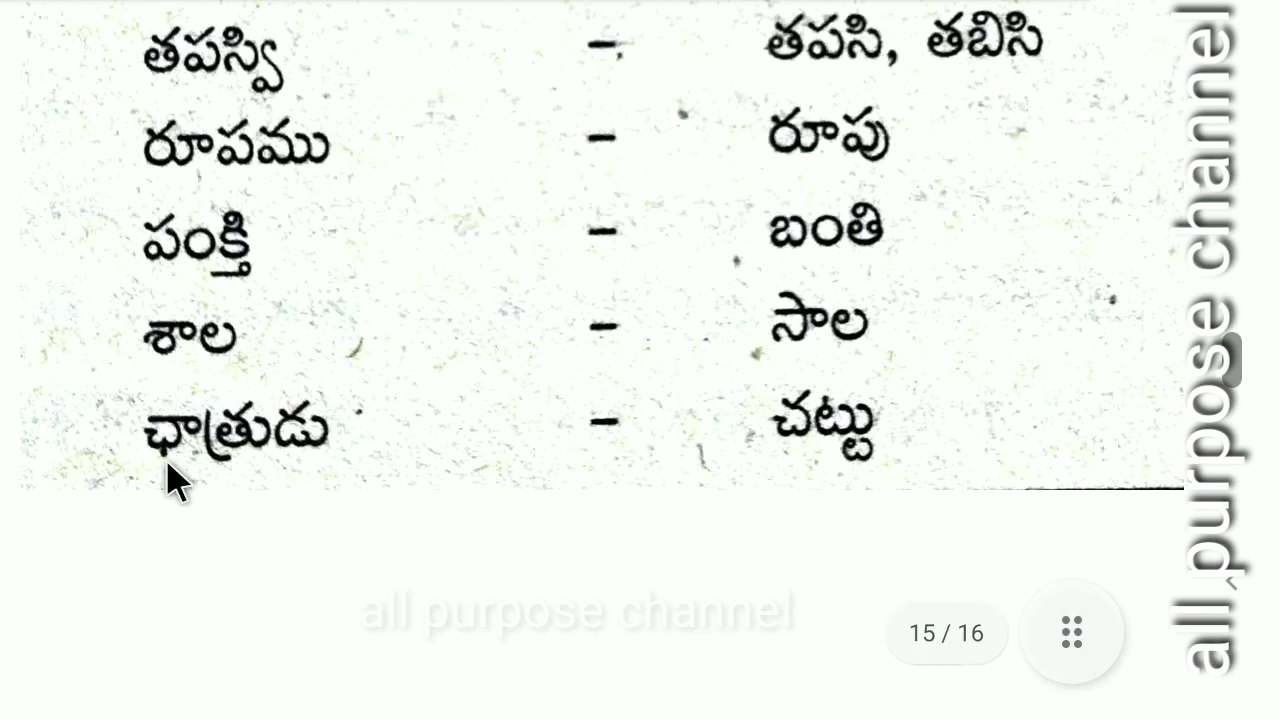 తపస్వి - తపసి, తబిసి
రూపము - రూపు
పంక్తి - బంతి
శాల - సాల
ఛాత్రుడు - చట్టు
all purpose channel
15 / 16
all purpose channel